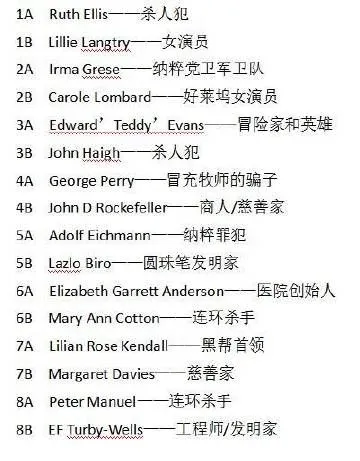 1A Ruth Ellis——杀人犯
1B Lillie Langtry——女演员
2A Irma Grese——纳粹党卫军卫队
2B Carole Lombard——好莱坞女演员
3A Edward’Teddy’Evans——冒险家和英雄
3B John Haigh——杀人犯
4A George Perry——冒充牧师的骗子
4B John D Rockefeller——商人/慈善家
5A Adolf Eichmann——纳粹罪犯
5B Lazlo Biro——圆珠笔发明家
6A Elizabeth Garrett Anderson——医院创始人
6B Mary Ann Cotton——连环杀手
7A Lilian Rose Kendall——黑帮首领
7B Margaret Davies——慈善家
8A Peter Manuel——连环杀手
8B EF Turby-Wells——工程师/发明家